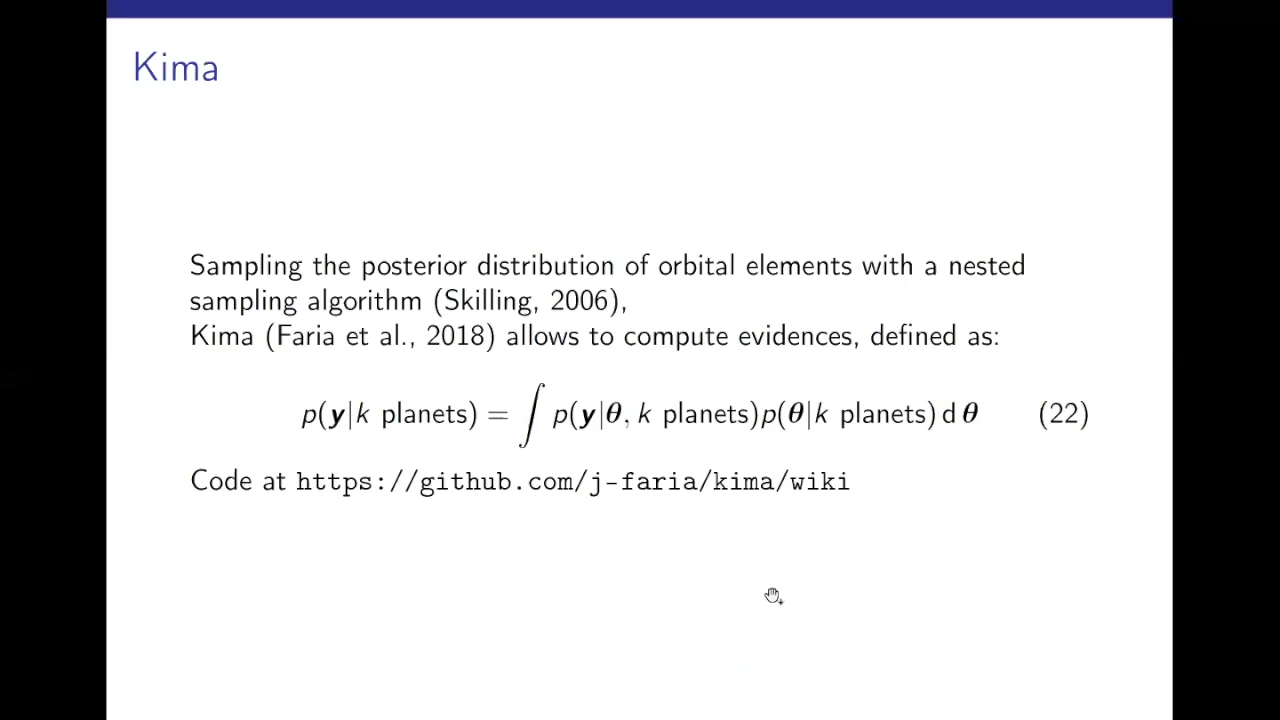 Kima
Sampling the posterior distribution of orbital elements with a nested
sampling algorithm (Skilling, 2006),
Kima (Faria et al., 2018) allows to compute evidences, defined as:
p(y|k planets) = ∫ p(y|θ, k planets)p(θ|k planets) d θ (22)
Code at https://github.com/j-faria/kima/wiki